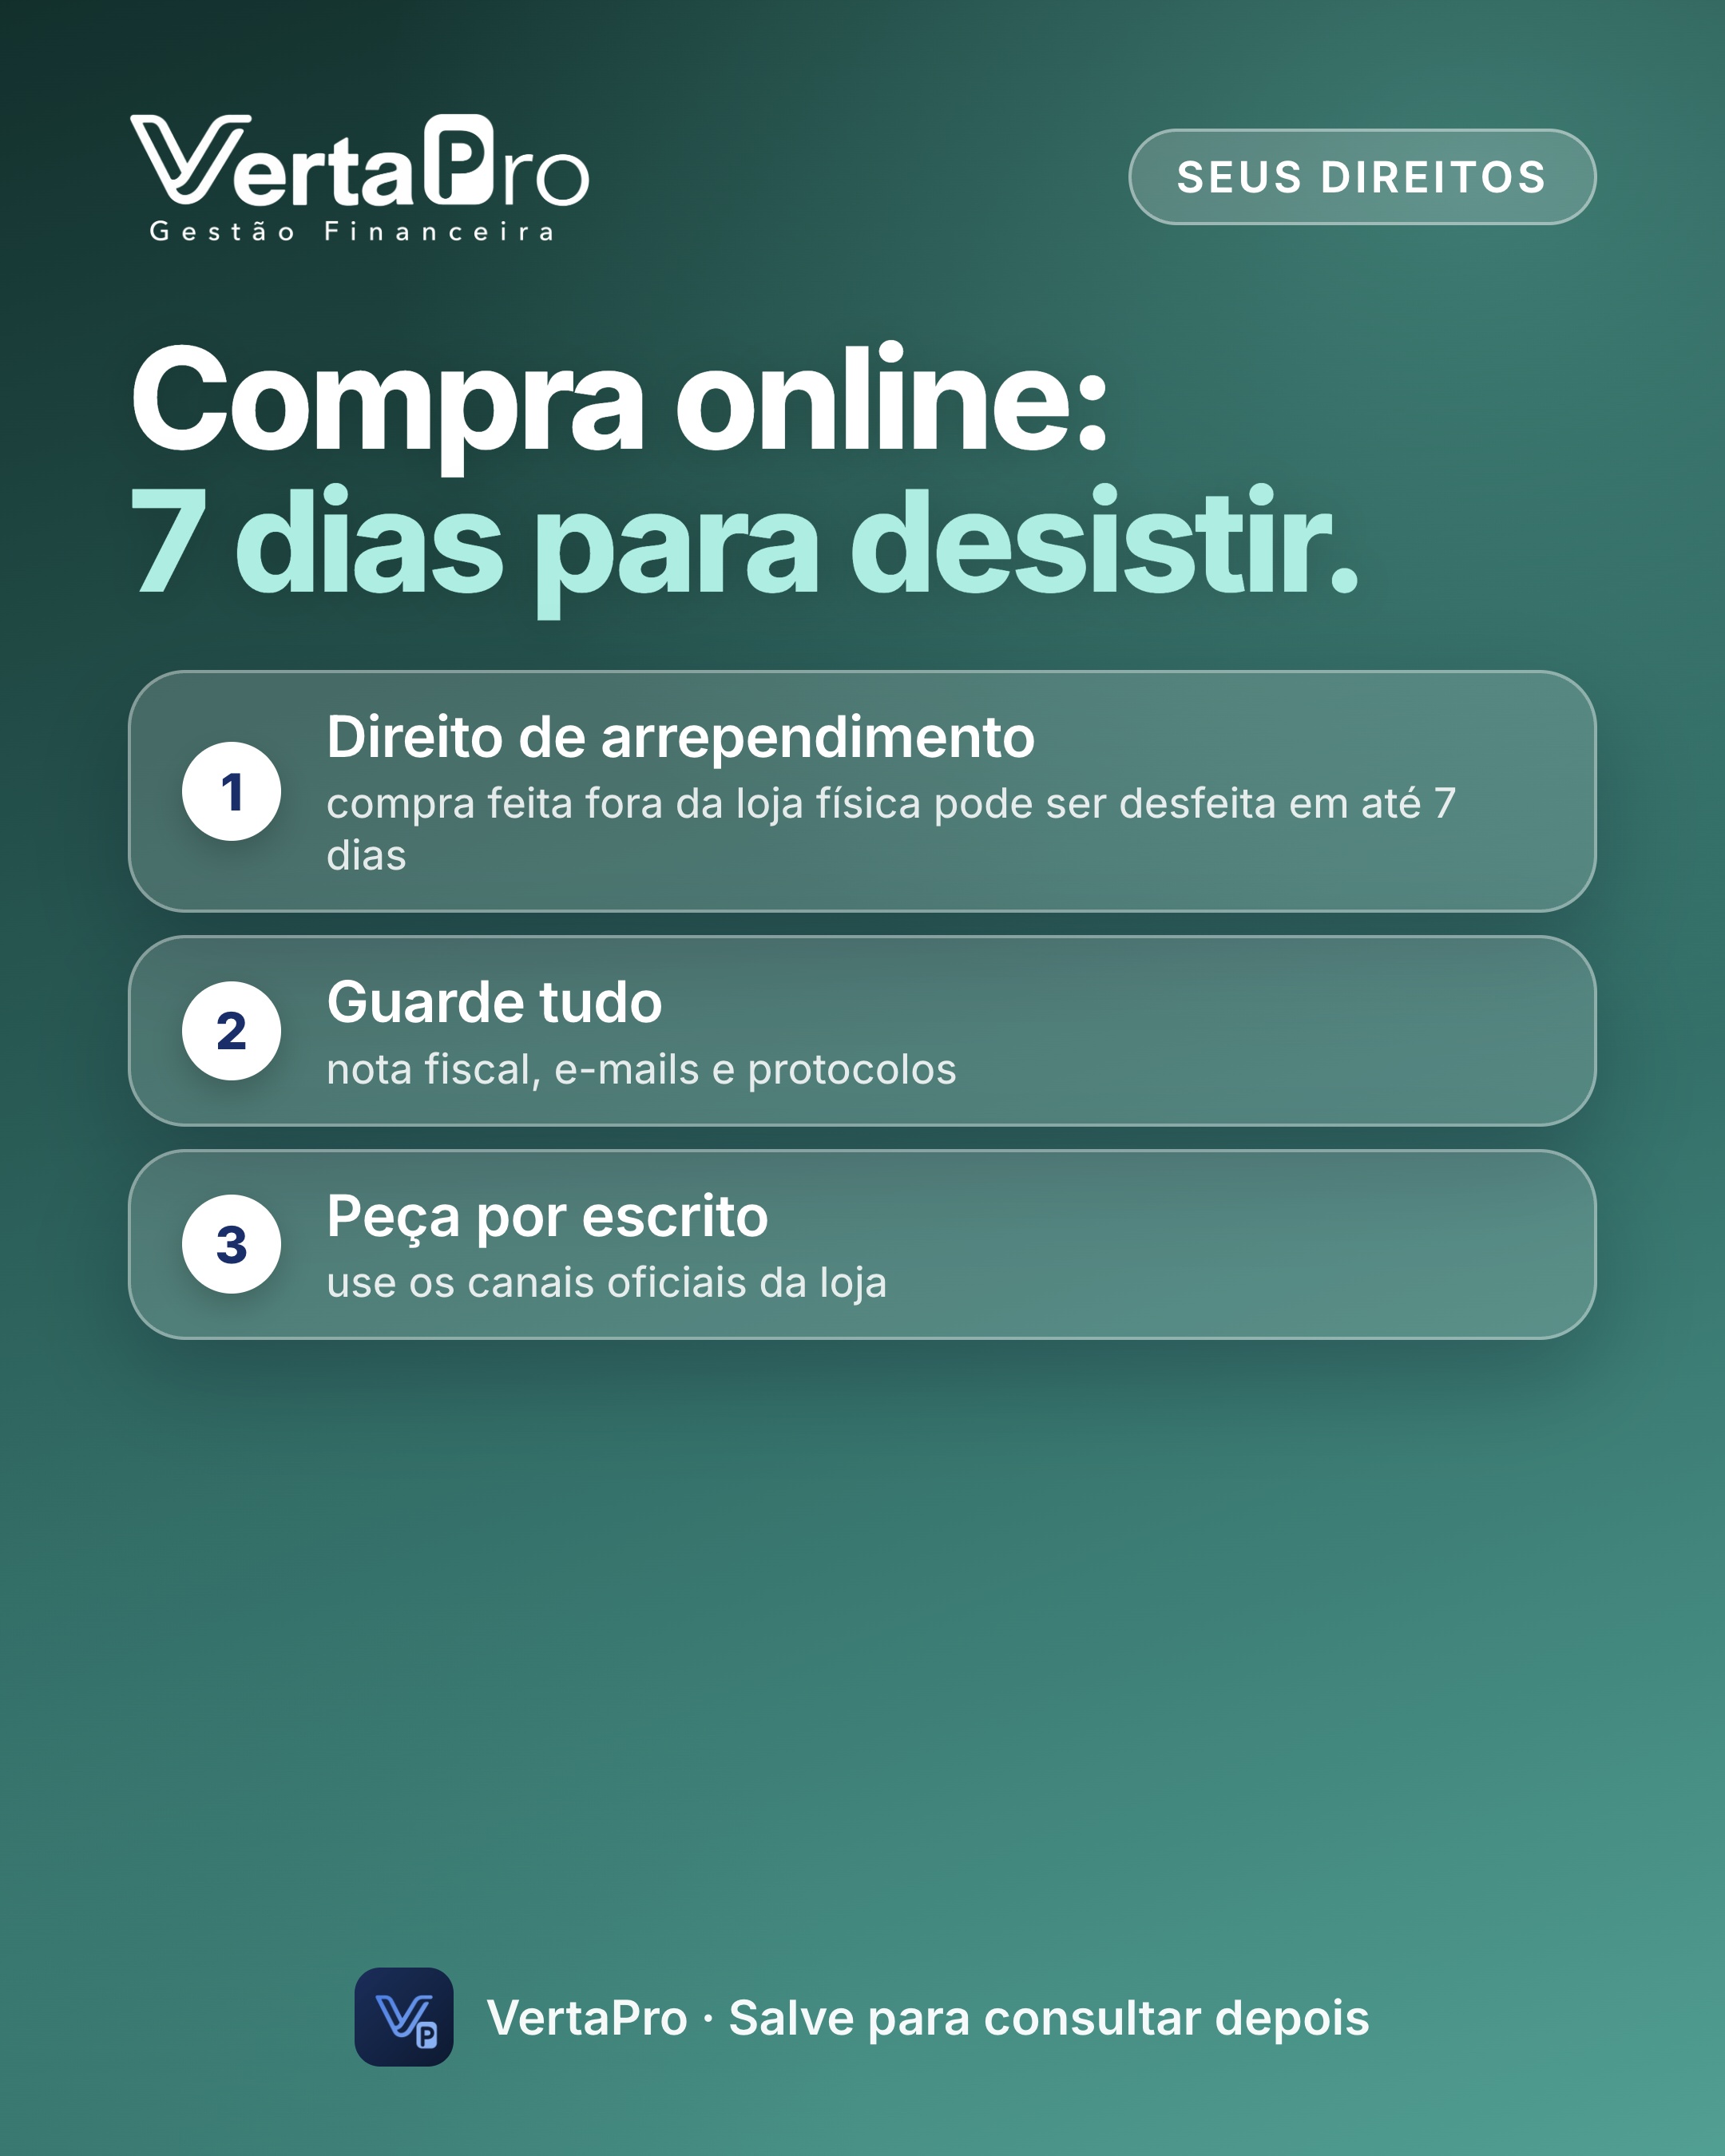 VertaPro
Gestão Financeira
SEUS DIREITOS
Compra online:
7 dias para desistir.
1
Direito de arrependimento
compra feita fora da loja física pode ser desfeita em até 7
dias
2
Guarde tudo
nota fiscal, e-mails e protocolos
3
Peça por escrito
use os canais oficiais da loja
VP
VertaPro · Salve para consultar depois